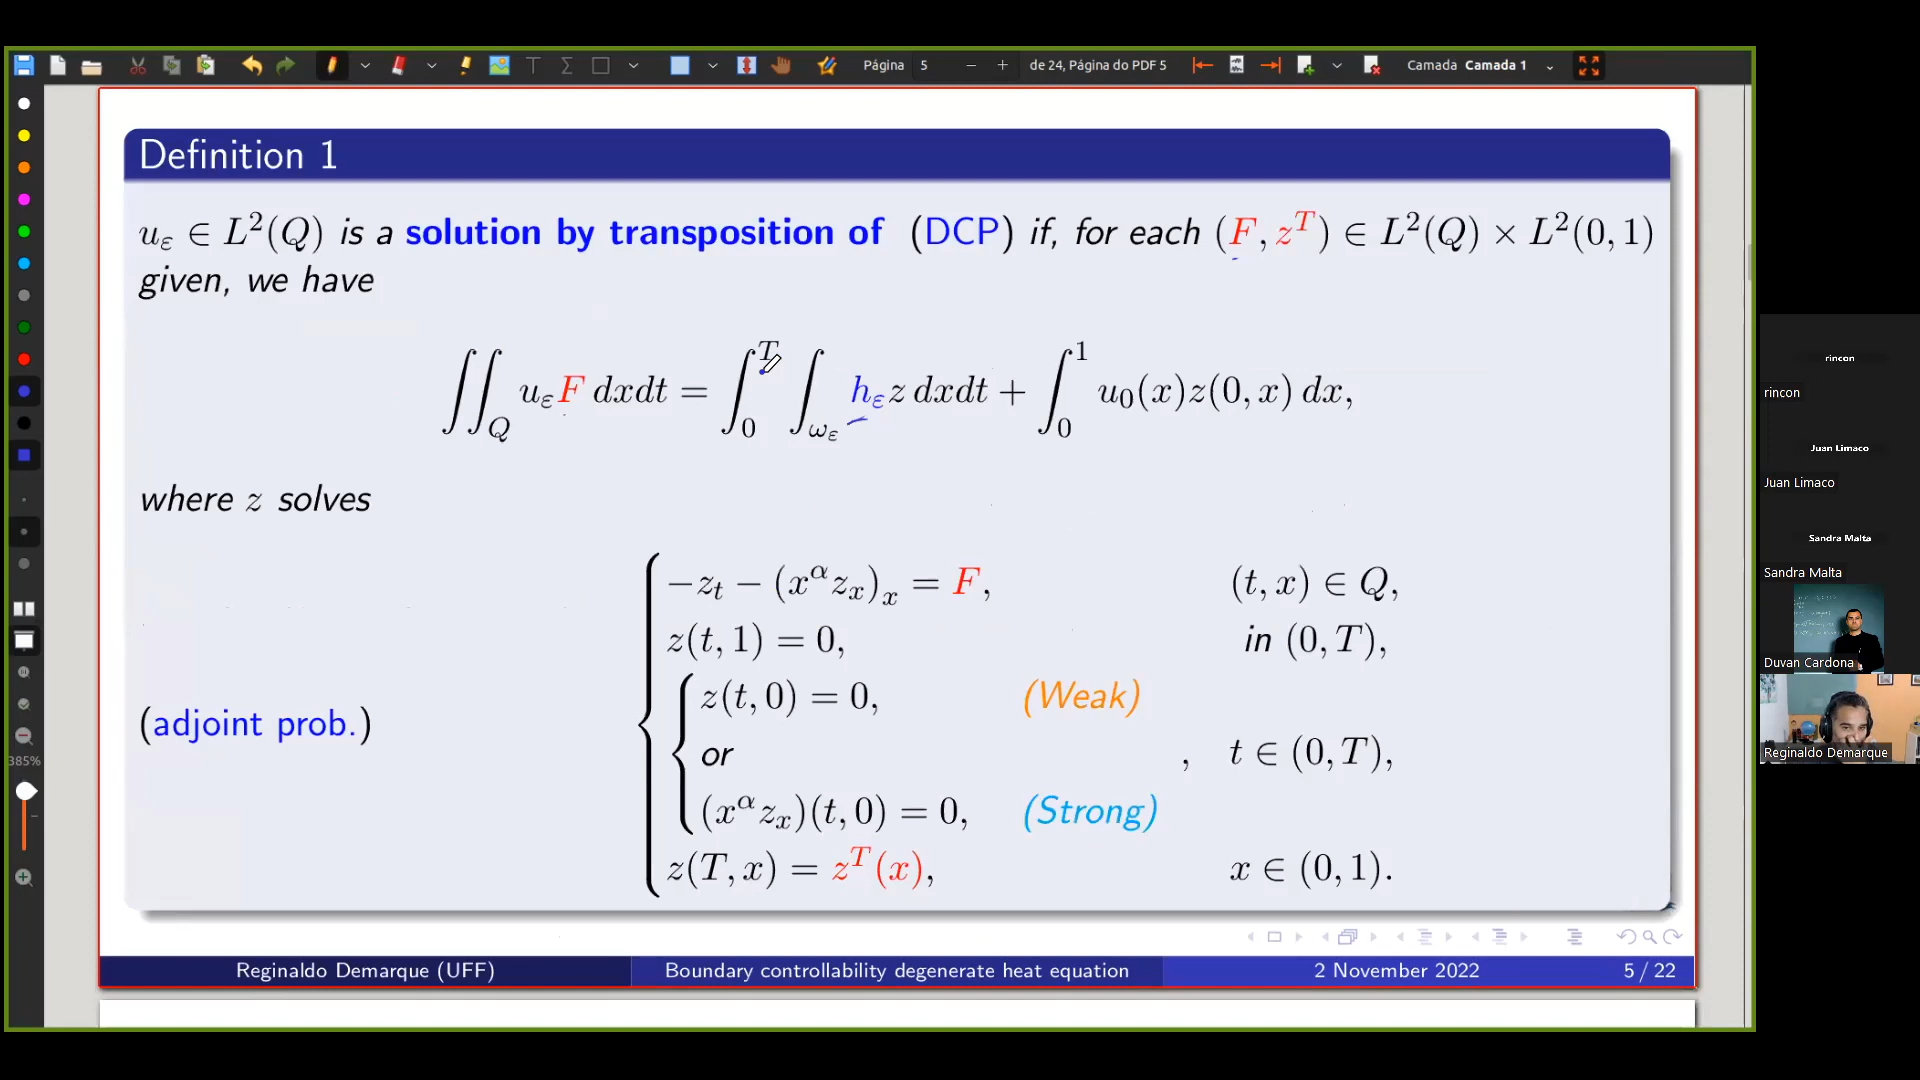 Página 5 − + de 24, Página do PDF 5 Camada Camada 1
Definition 1
u_ε ∈ L²(Q) is a solution by transposition of (DCP) if, for each (F, z^T) ∈ L²(Q) × L²(0, 1)
given, we have
∬_Q u_ε F dxdt = ∫_0^T ∫_{ω_ε} h_ε z dxdt + ∫_0^1 u_0(x)z(0, x) dx,
where z solves
−z_t − (x^α z_x)_x = F, (t, x) ∈ Q,
z(t, 1) = 0, in (0, T),
z(t, 0) = 0, (Weak)
(adjoint prob.)
or , t ∈ (0, T),
(x^α z_x)(t, 0) = 0, (Strong)
z(T, x) = z^T(x), x ∈ (0, 1).
Reginaldo Demarque (UFF) Boundary controllability degenerate heat equation 2 November 2022 5 / 22
385%
rincon
rincon
Juan Limaco
Juan Limaco
Sandra Malta
Sandra Malta
Duvan Cardona
Reginaldo Demarque